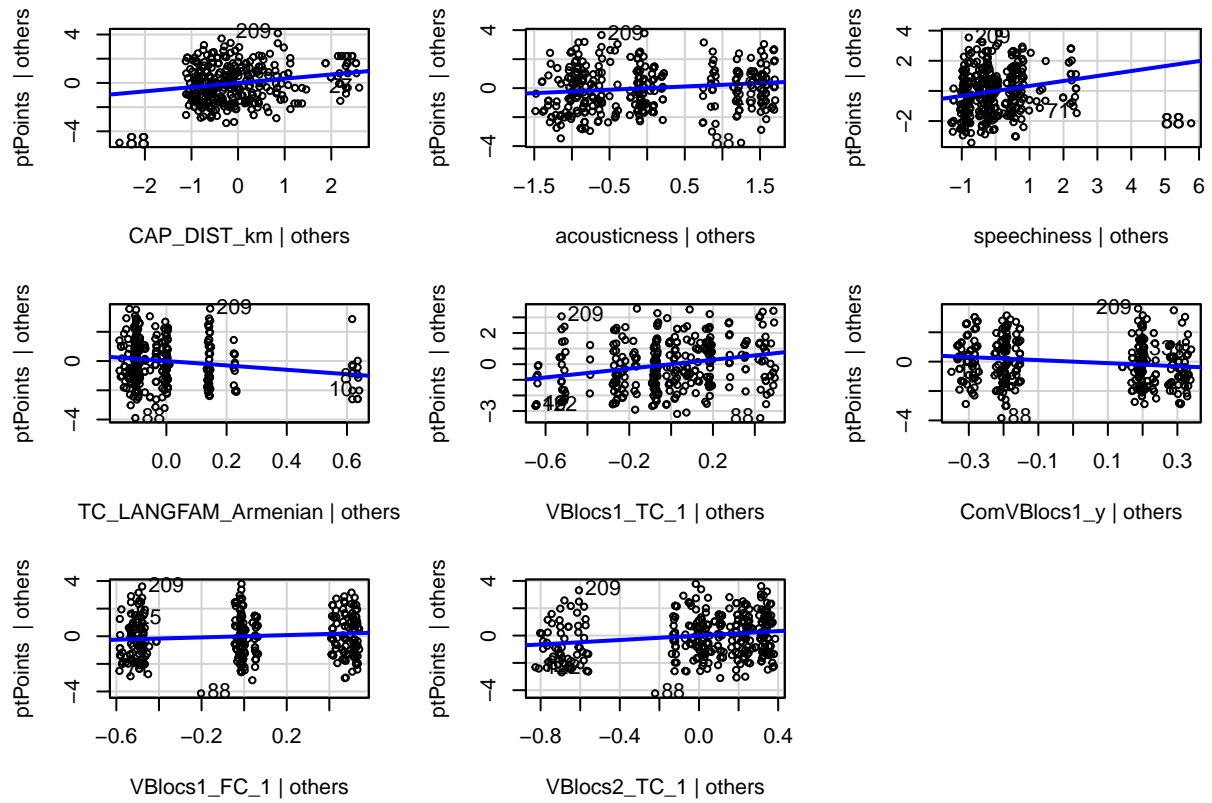 ptPoints | others
4
0
−4
209
88
−2 −1 0 1 2
CAP_DIST_km | others
ptPoints | others
4
0
−4
209
88
−1.5 −0.5 0.5 1.5
acousticness | others
ptPoints | others
4
2
−2
209
71
88
−1 0 1 2 3 4 5 6
speechiness | others
ptPoints | others
0
−4
209
10
0.0 0.2 0.4 0.6
TC_LANGFAM_Armenian | others
ptPoints | others
2
0
−3
209
88
−0.6 −0.2 0.2
VBlocs1_TC_1 | others
ptPoints | others
0
−4
209
88
−0.3 −0.1 0.1 0.3
ComVBlocs1_y | others
ptPoints | others
4
0
−4
209
5
88
−0.6 −0.2 0.2
VBlocs1_FC_1 | others
ptPoints | others
4
0
−4
209
88
−0.8 −0.4 0.0 0.4
VBlocs2_TC_1 | others